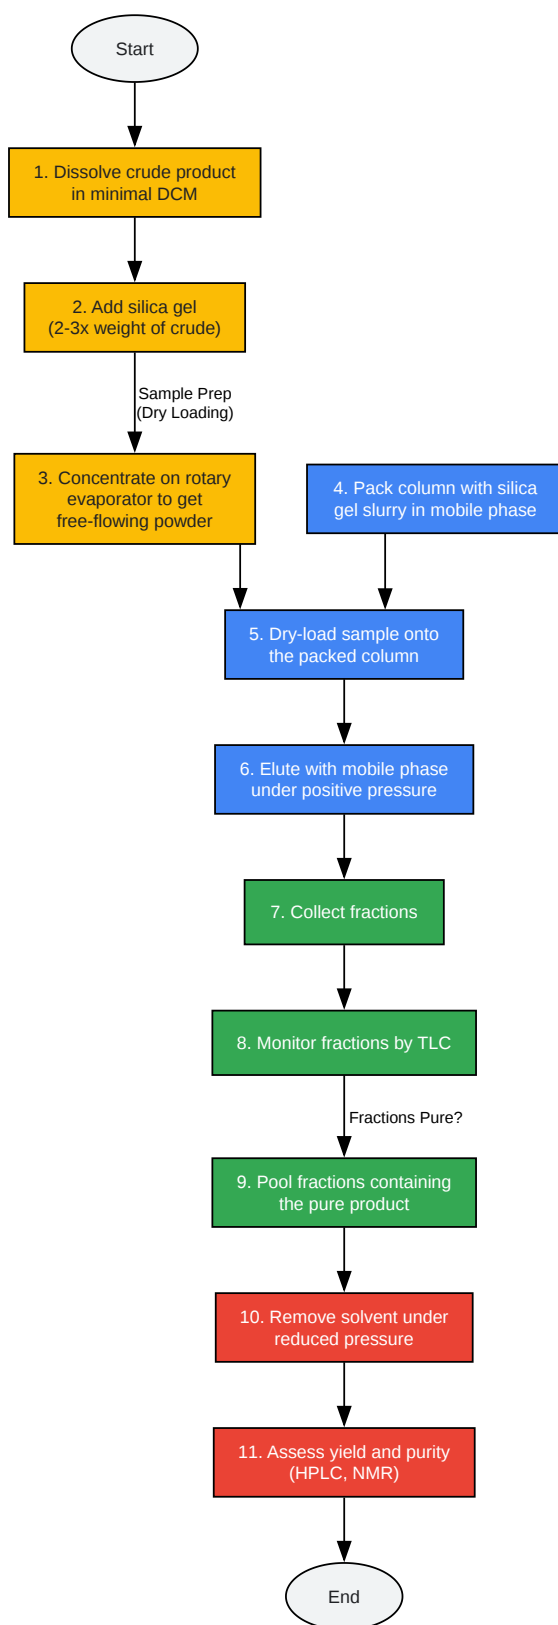 Start
1. Dissolve crude product
in minimal DCM
2. Add silica gel
(2-3x weight of crude)
Sample Prep
(Dry Loading)
3. Concentrate on rotary
evaporator to get
free-flowing powder
4. Pack column with silica
gel slurry in mobile phase
5. Dry-load sample onto
the packed column
6. Elute with mobile phase
under positive pressure
7. Collect fractions
8. Monitor fractions by TLC
Fractions Pure?
9. Pool fractions containing
the pure product
10. Remove solvent under
reduced pressure
11. Assess yield and purity
(HPLC, NMR)
End